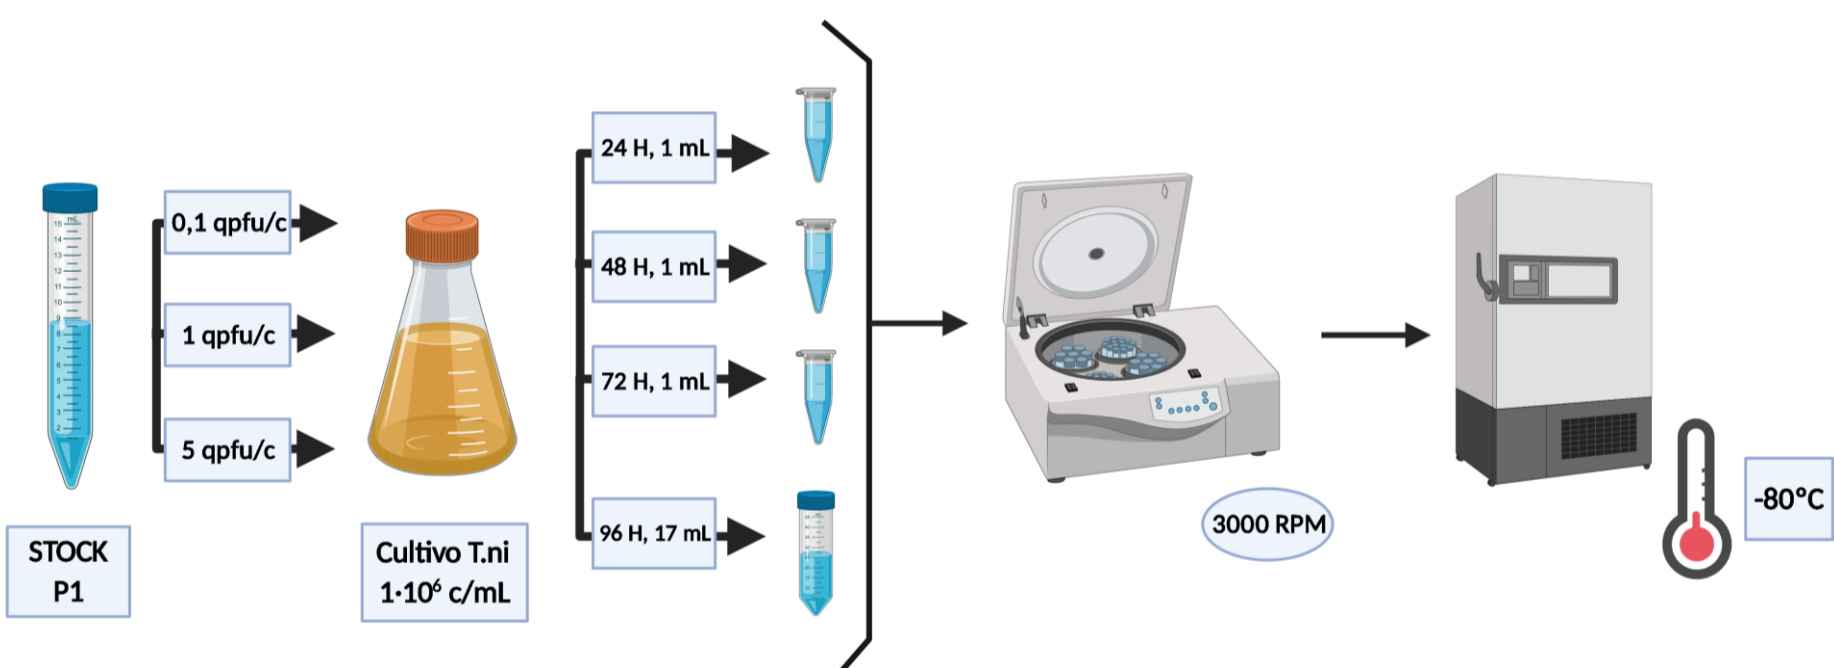 STOCK
P1
0,1 qpfu/c
1 qpfu/c
5 qpfu/c
Cultivo T.ni
1·10⁶ c/mL
24 H, 1 mL
48 H, 1 mL
72 H, 1 mL
96 H, 17 mL
3000 RPM
-80°C